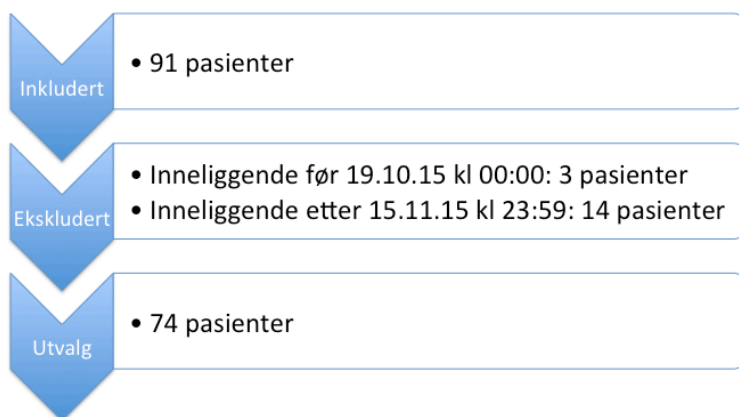 Inkludert
• 91 pasienter
Ekskludert
• Inneliggende før 19.10.15 kl 00:00: 3 pasienter
• Inneliggende etter 15.11.15 kl 23:59: 14 pasienter
Utvalg
• 74 pasienter